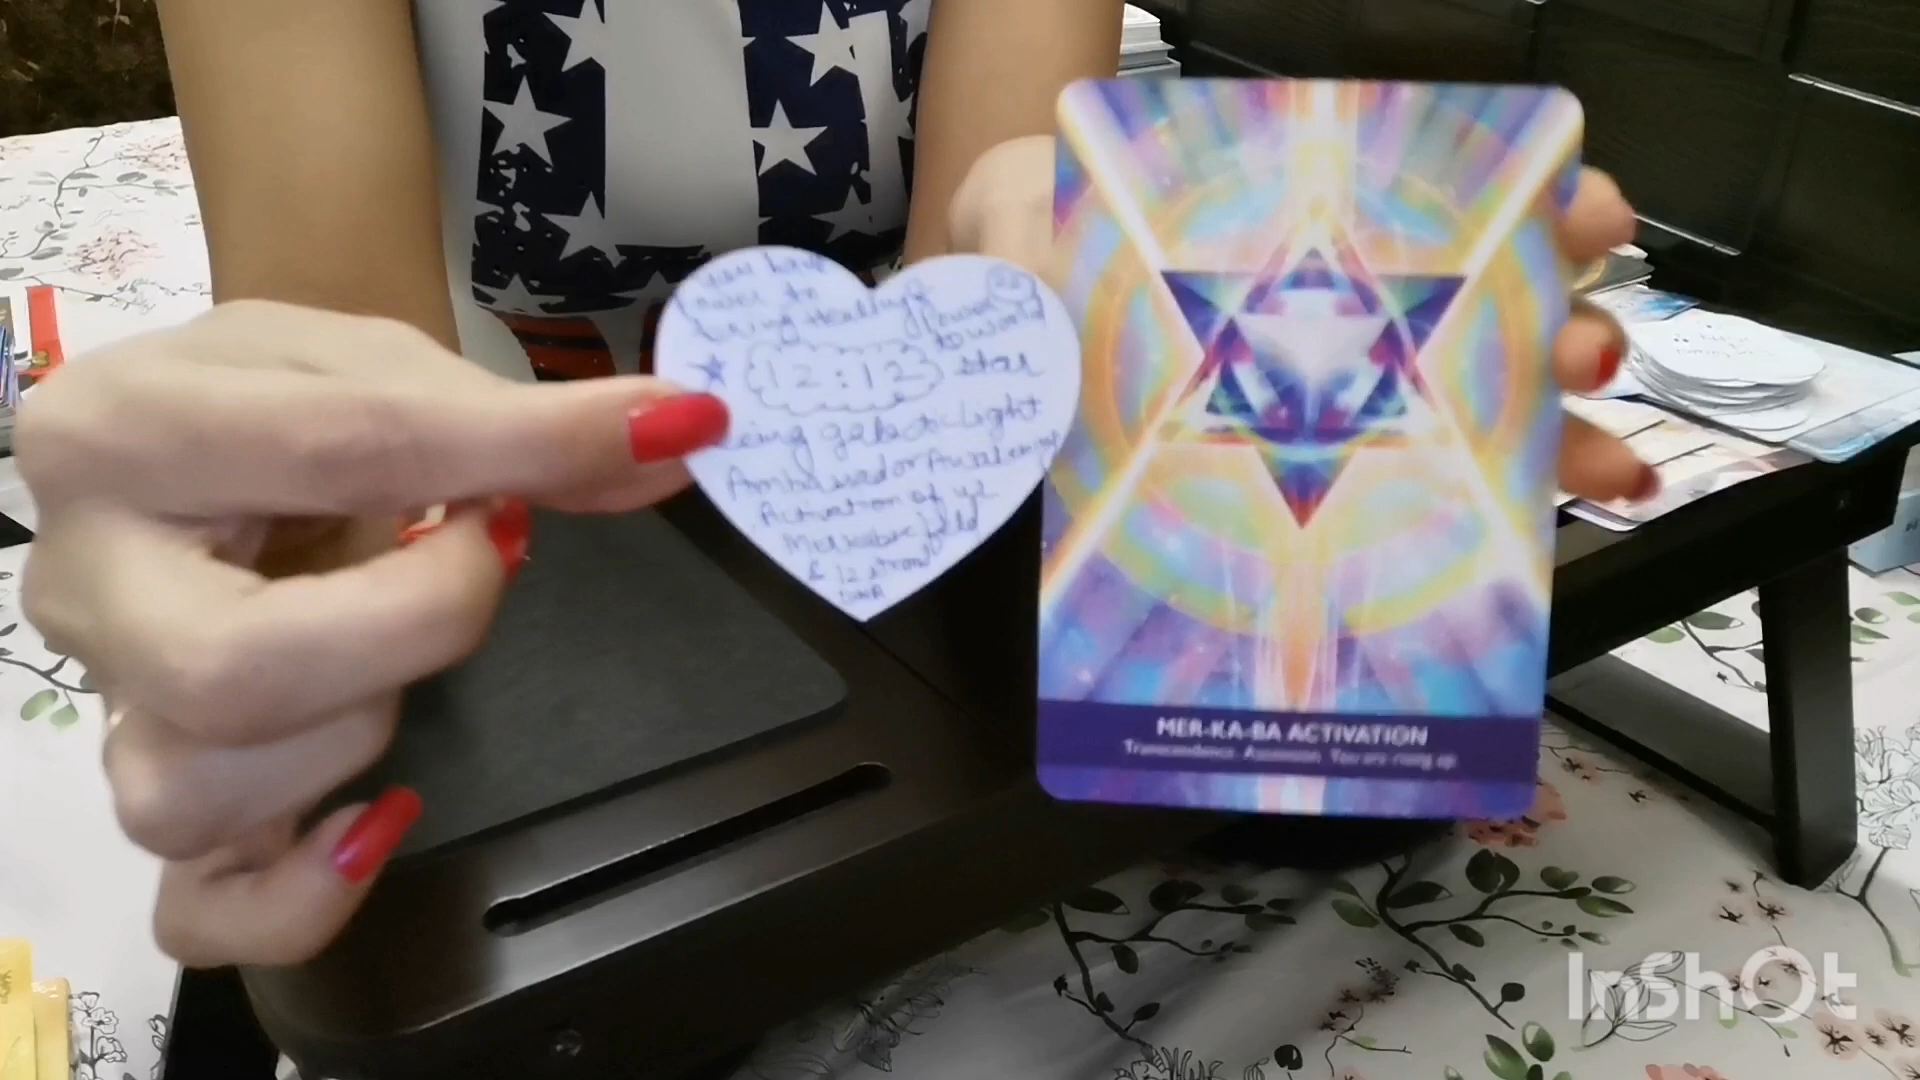 you have
power to
bring Healing
power
to world
12:12 star
being galactic light
Ambassador Awakening
Activation of ur
Merkaba field
& 12 strand
DNA
MER-KA-BA ACTIVATION
Transcendence. Ascension. You are rising up.
InShOt